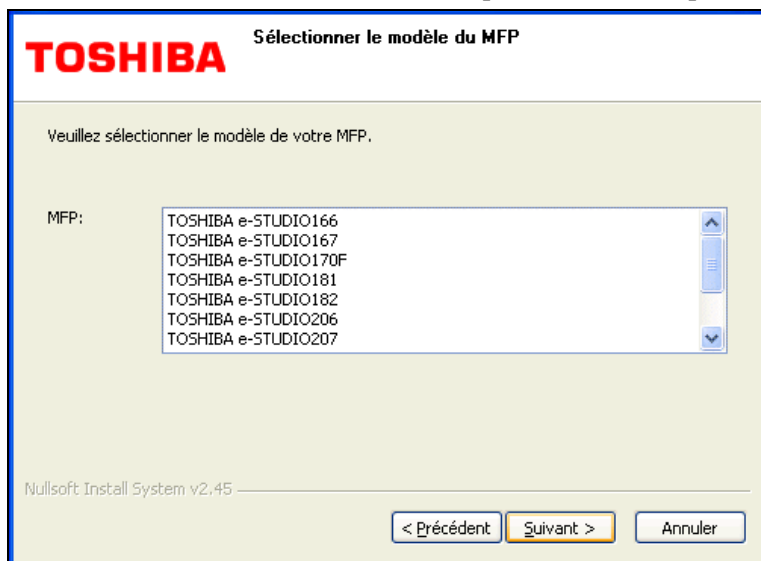 TOSHIBA
Sélectionner le modèle du MFP
Veuillez sélectionner le modèle de votre MFP.
MFP:
TOSHIBA e-STUDIO166
TOSHIBA e-STUDIO167
TOSHIBA e-STUDIO170F
TOSHIBA e-STUDIO181
TOSHIBA e-STUDIO182
TOSHIBA e-STUDIO206
TOSHIBA e-STUDIO207
Nullsoft Install System v2.45
< Précédent Suivant > Annuler